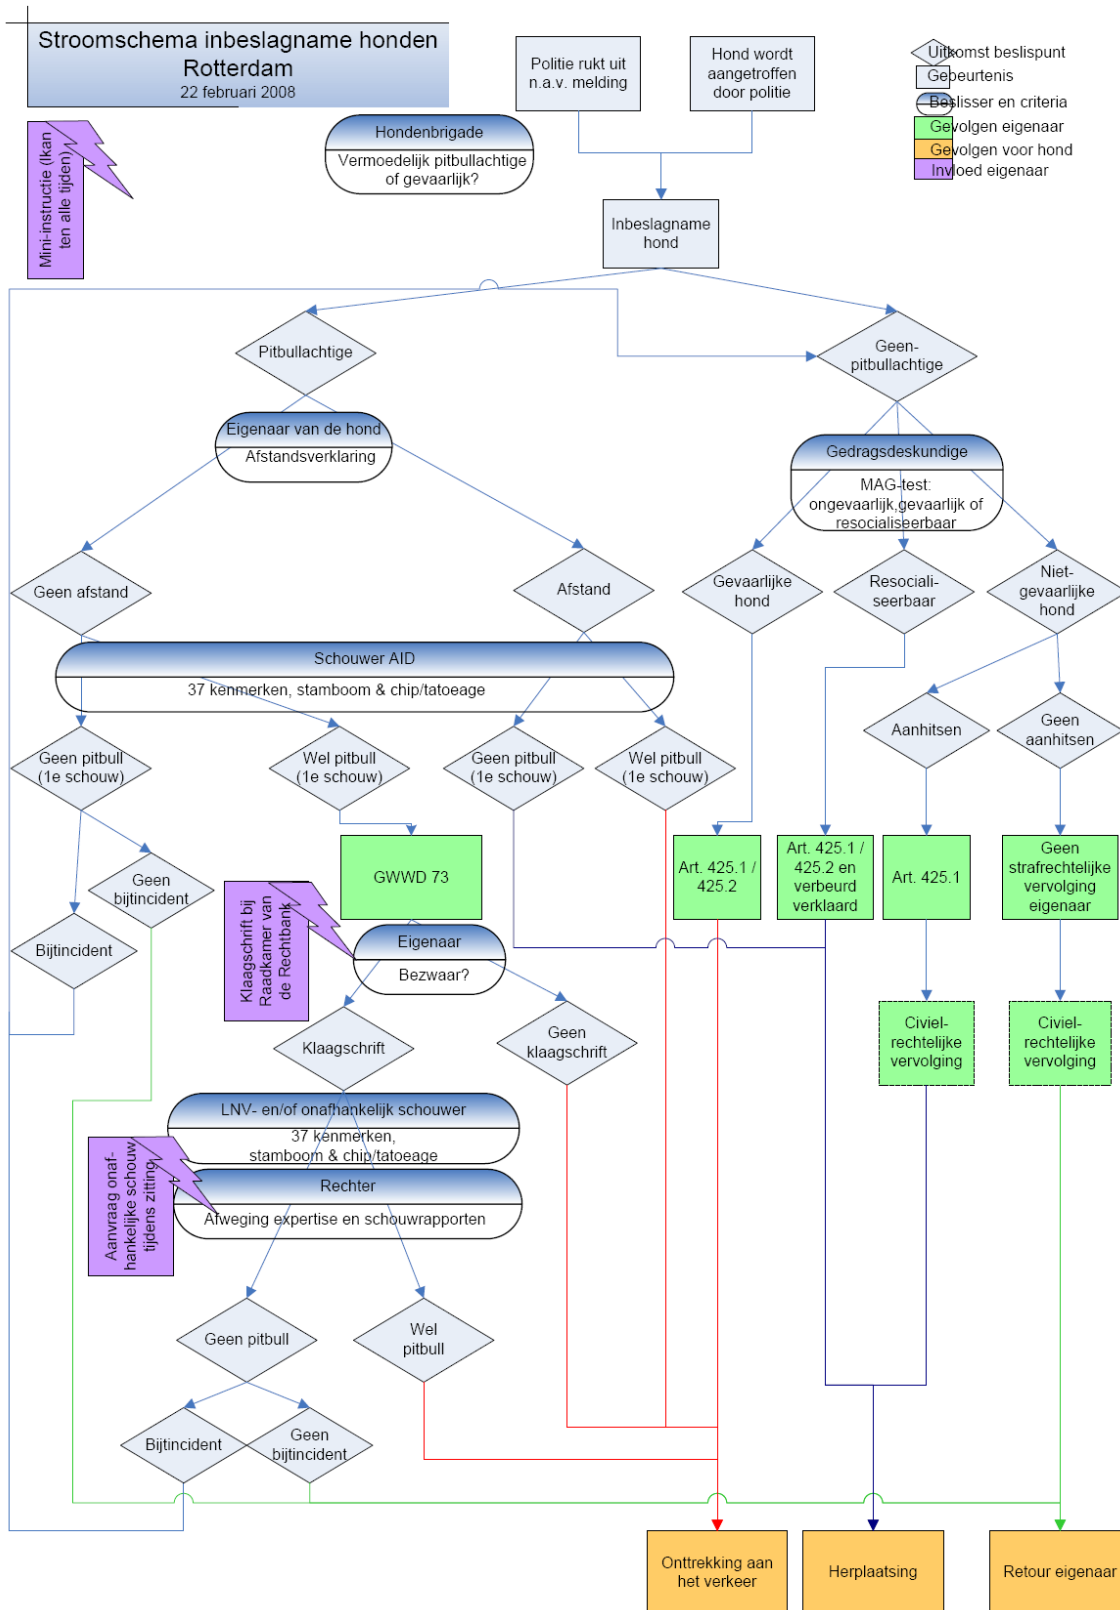 Stroomschema inbeslagname honden
Rotterdam
22 februari 2008
Politie rukt uit
n.a.v. melding
Hond wordt
aangetroffen
door politie
Uitkomst beslispunt
Gebeurtenis
Beslisser en criteria
Gevolgen eigenaar
Gevolgen voor hond
Invloed eigenaar
Mini-instructie (Ikan
ten alle tijden)
Hondenbrigade
Vermoedelijk pitbullachtige
of gevaarlijk?
Inbeslagname
hond
Pitbullachtige
Geen-
pitbullachtige
Eigenaar van de hond
Afstandsverklaring
Gedragsdeskundige
MAG-test:
ongevaarlijk,gevaarlijk of
resocialiseerbaar
Geen afstand
Afstand
Gevaarlijke
hond
Resociali-
seerbaar
Niet-
gevaarlijke
hond
Schouwer AID
37 kenmerken, stamboom & chip/tatoeage
Geen pitbull
(1e schouw)
Wel pitbull
(1e schouw)
Geen pitbull
(1e schouw)
Wel pitbull
(1e schouw)
Aanhitsen
Geen
aanhitsen
Geen
bijtincident
Bijtincident
GWWD 73
Art. 425.1 /
425.2
Art. 425.1 /
425.2 en
verbeurd
verklaard
Art. 425.1
Geen
strafrechtelijke
vervolging
eigenaar
Klaagschrift bij
Raadkamer van
de Rechtbank
Eigenaar
Bezwaar?
Klaagschrift
Geen
klaagschrift
Civiel-
rechtelijke
vervolging
Civiel-
rechtelijke
vervolging
LNV- en/of onafhankelijk schouwer
37 kenmerken,
stamboom & chip/tatoeage
Aanvraag onaf-
hankelijke schouw
tijdens zitting
Rechter
Afweging expertise en schouwrapporten
Geen pitbull
Wel
pitbull
Bijtincident
Geen
bijtincident
Onttrekking aan
het verkeer
Herplaatsing
Retour eigenaar